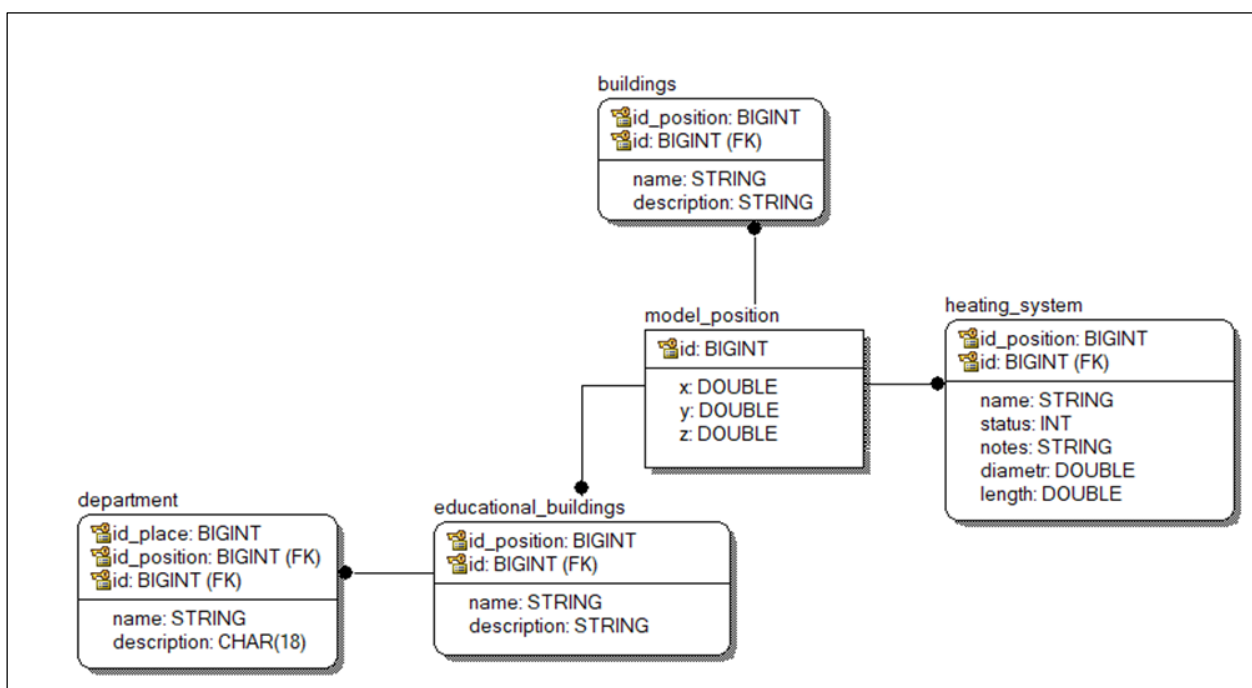 buildings
id_position: BIGINT
id: BIGINT (FK)
name: STRING
description: STRING
model_position
id: BIGINT
x: DOUBLE
y: DOUBLE
z: DOUBLE
heating_system
id_position: BIGINT
id: BIGINT (FK)
name: STRING
status: INT
notes: STRING
diametr: DOUBLE
length: DOUBLE
department
id_place: BIGINT
id_position: BIGINT (FK)
id: BIGINT (FK)
name: STRING
description: CHAR(18)
educational_buildings
id_position: BIGINT
id: BIGINT (FK)
name: STRING
description: STRING